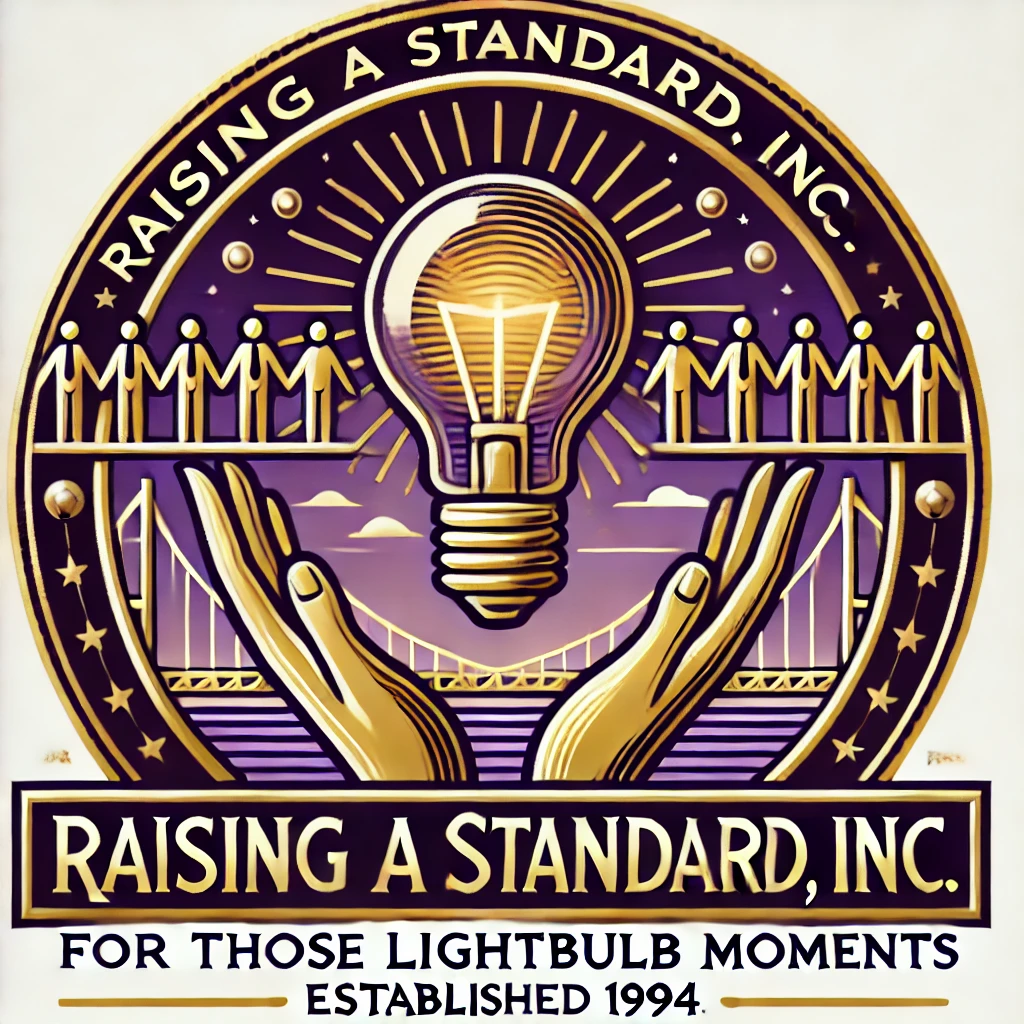 RAISING A STANDARD. INC.
RAISING A STANDARD, INC.
FOR THOSE LIGHTBULB MOMENTS
ESTABLISHED 1994.